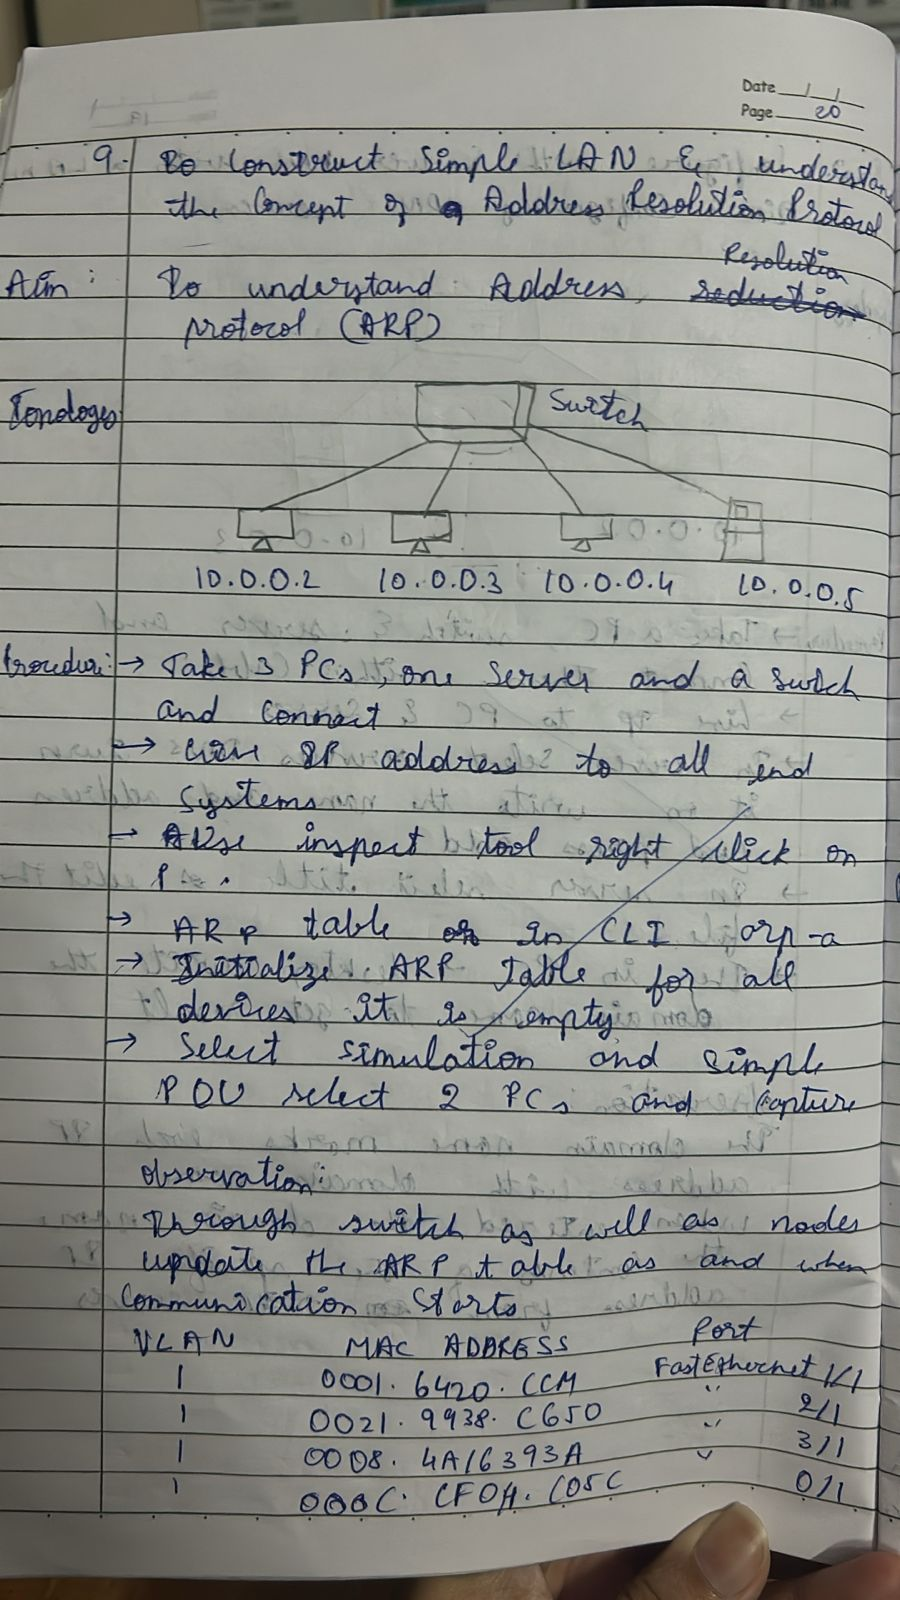 Date / /
Page 20
9. To Construct Simple LAN & understand
the Concept of Address Resolution Protocol
Resolution
Aim: To understand Address reduction
protocol (ARP)
Switch
10.0.0.2 10.0.0.3 10.0.0.4 10.0.0.5
Procedure: → Take 3 PCs, one Server and a switch
and connect
→ Give IP address to all end
systems
→ Use inspect tool right click on
P.
→ ARP table or in CLI arp -a
→ Initialize ARP Table for all
devices it is empty
→ Select simulation and simple
PDU select 2 PCs and capture
observation:
Through switch as will as nodes
update the ARP table as and when
Communication starts
VLAN MAC ADDRESS Port
1 0001.6420.CCM FastEthernet 1/1
1 0021.9938.C650 " 2/1
1 0008.4A16393A " 3/1
1 000C.CF0A.C05C 0/1